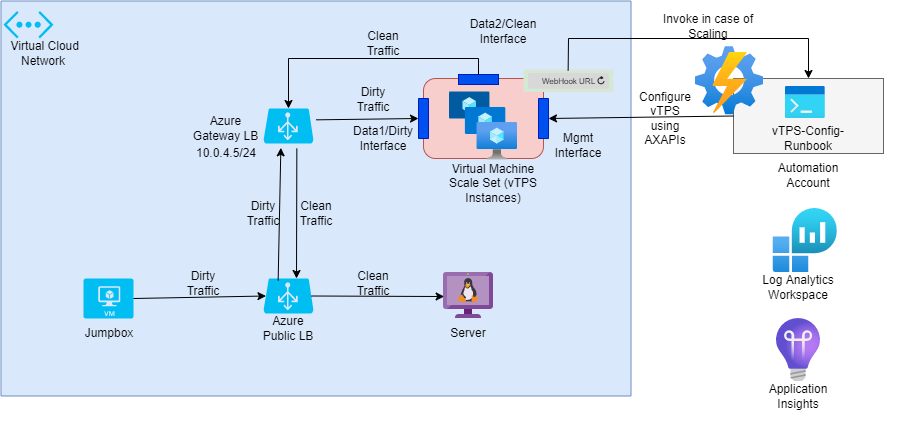 Virtual Cloud
Network
Clean
Traffic
Data2/Clean
Interface
Invoke in case of
Scaling
WebHook URL
Dirty
Traffic
Azure
Gateway LB
10.0.4.5/24
Data1/Dirty
Interface
Mgmt
Interface
Configure
vTPS
using
AXAPIs
vTPS-Config-
Runbook
Automation
Account
Virtual Machine
Scale Set (vTPS
Instances)
Dirty
Traffic
Clean
Traffic
Log Analytics
Workspace
Dirty
Traffic
Clean
Traffic
VM
Jumpbox
Azure
Public LB
Server
Application
Insights